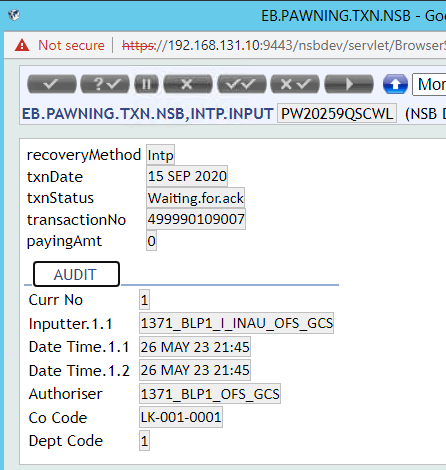 EB.PAWNING.TXN.NSB - Goo
Not secure | https://192.168.131.10:9443/nsbdev/servlet/BrowserS
Mor
EB.PAWNING.TXN.NSB,INTP.INPUT PW20259QSCWL (NSB D
recoveryMethod Intp
txnDate 15 SEP 2020
txnStatus Waiting.for.ack
transactionNo 499990109007
payingAmt 0
AUDIT
Curr No 1
Inputter.1.1 1371_BLP1_I_INAU_OFS_GCS
Date Time.1.1 26 MAY 23 21:45
Date Time.1.2 26 MAY 23 21:45
Authoriser 1371_BLP1_OFS_GCS
Co Code LK-001-0001
Dept Code 1